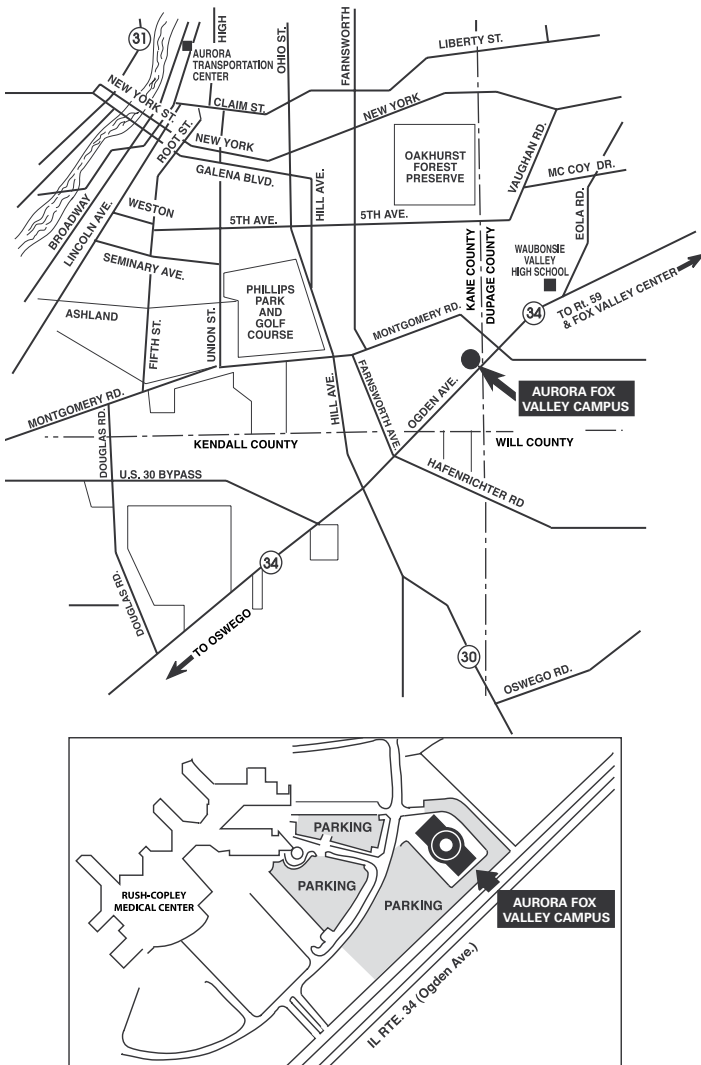 31
HIGH
OHIO ST.
FARNSWORTH
LIBERTY ST.
AURORA
TRANSPORTATION
CENTER
NEW YORK ST.
CLAIM ST.
NEW YORK
NEW YORK
ROOT ST.
GALENA BLVD.
OAKHURST
FOREST
PRESERVE
VAUGHAN RD.
MC COY DR.
HILL AVE.
EOLA RD.
WESTON
5TH AVE.
5TH AVE.
BROADWAY
LINCOLN AVE.
SEMINARY AVE.
KANE COUNTY
DUPAGE COUNTY
WAUBONSIE
VALLEY
HIGH SCHOOL
PHILLIPS
PARK
AND
GOLF
COURSE
ASHLAND
FIFTH ST.
UNION ST.
MONTGOMERY RD.
34
TO Rt. 59
& FOX VALLEY CENTER
MONTGOMERY RD.
HILL AVE.
FARNSWORTH AVE.
OGDEN AVE.
AURORA FOX
VALLEY CAMPUS
DOUGLAS RD.
KENDALL COUNTY
WILL COUNTY
U.S. 30 BYPASS
HAFENRICHTER RD
34
DOUGLAS RD.
TO OSWEGO
30
OSWEGO RD.
PARKING
PARKING
PARKING
RUSH-COPLEY
MEDICAL CENTER
AURORA FOX
VALLEY CAMPUS
IL RTE. 34 (Ogden Ave.)